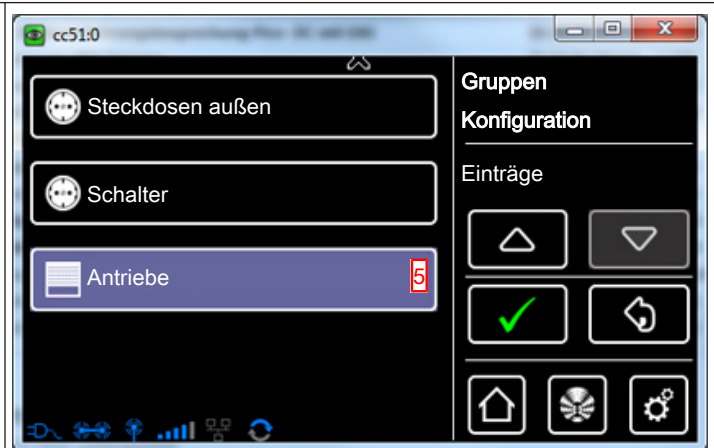 cc51:0
Steckdosen außen
Schalter
Antriebe 5
Gruppen
Konfiguration
Einträge